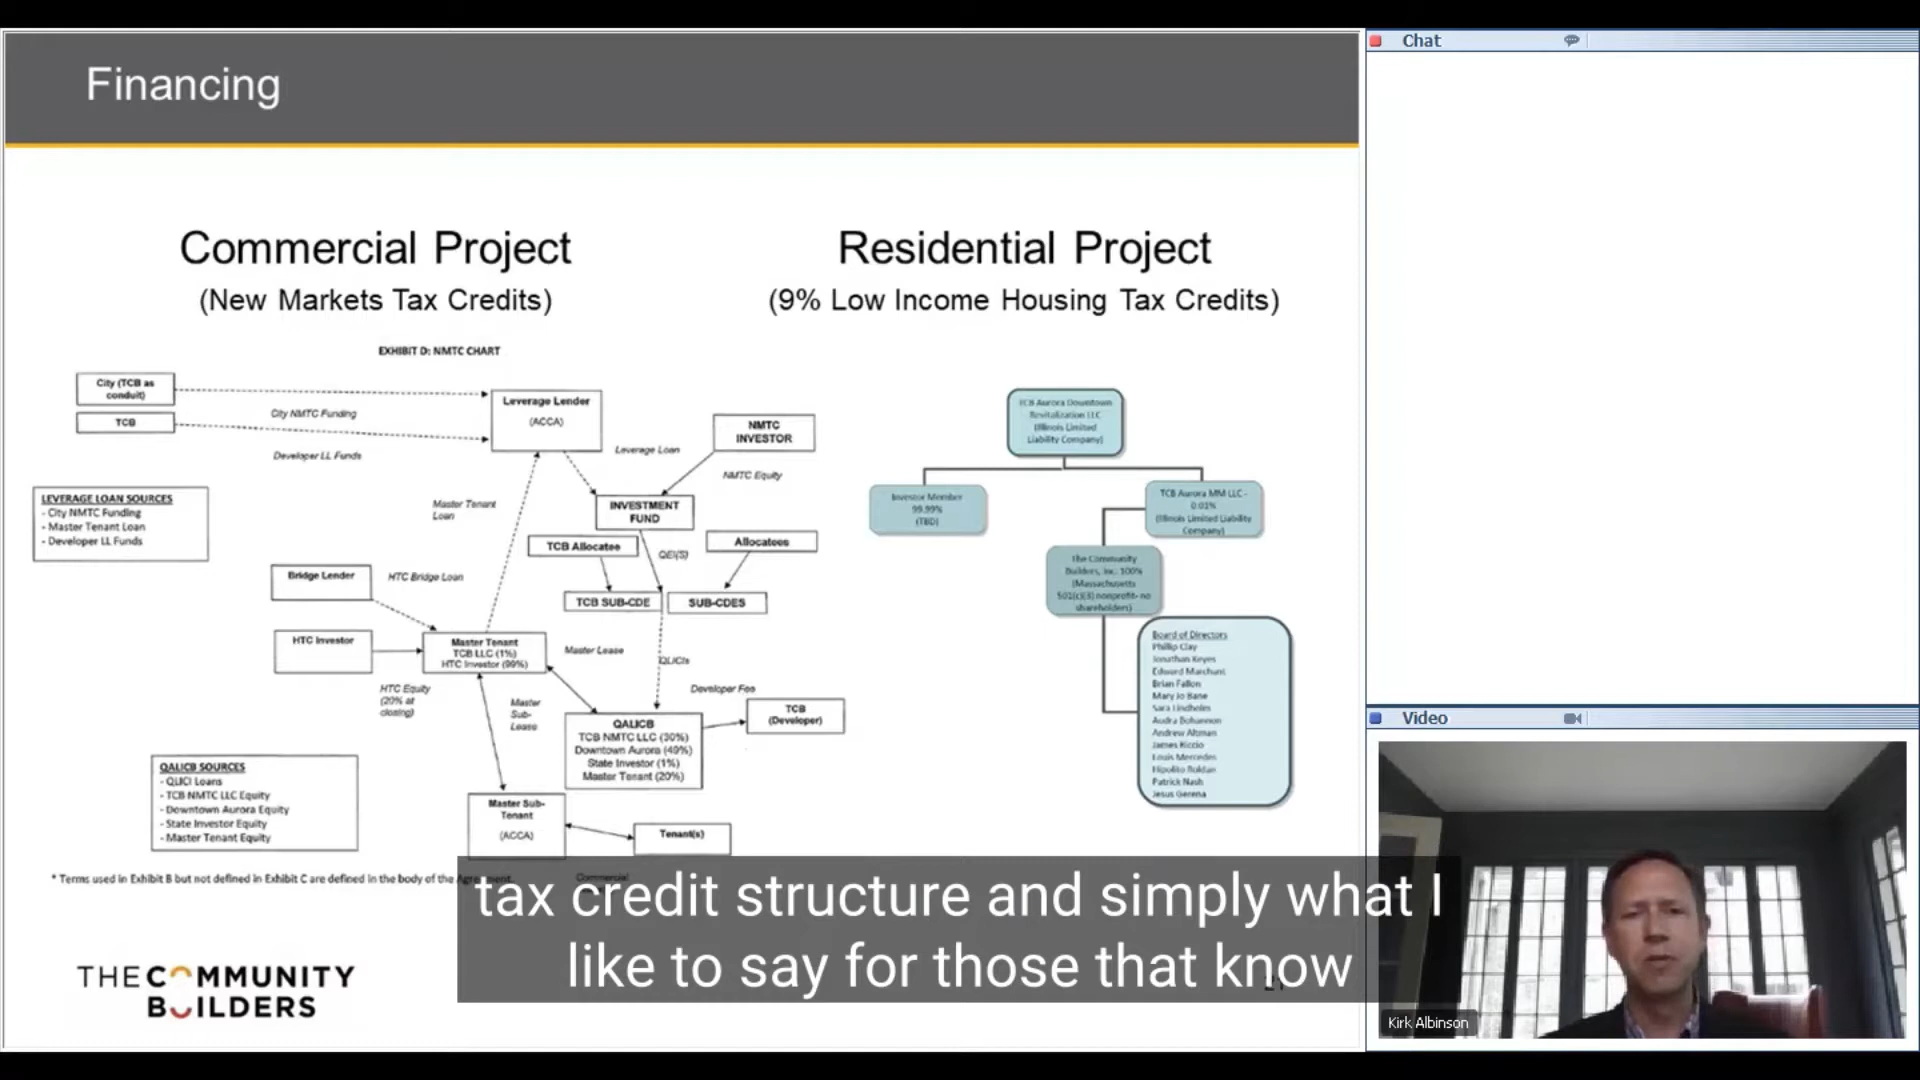 Financing
Commercial Project
(New Markets Tax Credits)
EXHIBIT D: NMTC CHART
City (TCB as
conduit)
TCB
City NMTC Funding
Developer LL Funds
Leverage Lender
(ACCA)
Leverage Loan
NMTC
INVESTOR
NMTC Equity
LEVERAGE LOAN SOURCES
- City NMTC Funding
- Master Tenant Loan
- Developer LL Funds
Master Tenant
Loan
INVESTMENT
FUND
TCB Allocatee
QEI(S)
Allocatees
Bridge Lender
HTC Bridge Loan
TCB SUB-CDE
SUB-CDES
HTC Investor
Master Tenant
TCB LLC (1%)
HTC Investor (99%)
Master Lease
QLICIs
HTC Equity
(20% at
closing)
Master
Sub-
Lease
Developer Fee
TCB
(Developer)
QALICB
TCB NMTC LLC (30%)
Downtown Aurora (49%)
State Investor (1%)
Master Tenant (20%)
QALICB SOURCES
- QLICI Loans
- TCB NMTC LLC Equity
- Downtown Aurora Equity
- State Investor Equity
- Master Tenant Equity
Master Sub-
Tenant
(ACCA)
Tenant(s)
Commercial
* Terms used in Exhibit B but not defined in Exhibit C are defined in the body of the Agreement.
Residential Project
(9% Low Income Housing Tax Credits)
TCB Aurora Downtown
Revitalization LLC
(Illinois Limited
Liability Company)
Investor Member
99.99%
(TBD)
TCB Aurora MM LLC -
0.01%
(Illinois Limited Liability
Company)
The Community
Builders, Inc. 100%
(Massachusetts
501(c)(3) nonprofit- no
shareholders)
Board of Directors
Phillip Clay
Jonathan Keyes
Edward Marchant
Brian Fallon
Mary Jo Bane
Sara Lindholm
Audra Bohannon
Andrew Altman
James Riccio
Louis Mercedes
Hipolito Roldan
Patrick Nash
Jesus Gerena
THE COMMUNITY
BUILDERS
tax credit structure and simply what I
like to say for those that know
Chat
Video
Kirk Albinson